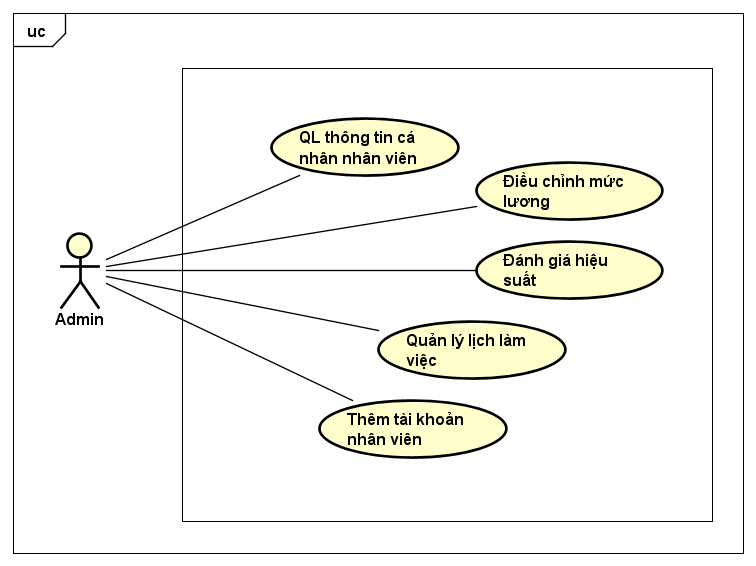 uc
QL thông tin cá
nhân nhân viên
Điều chỉnh mức
lương
Đánh giá hiệu
suất
Admin
Quản lý lịch làm
việc
Thêm tài khoản
nhân viên